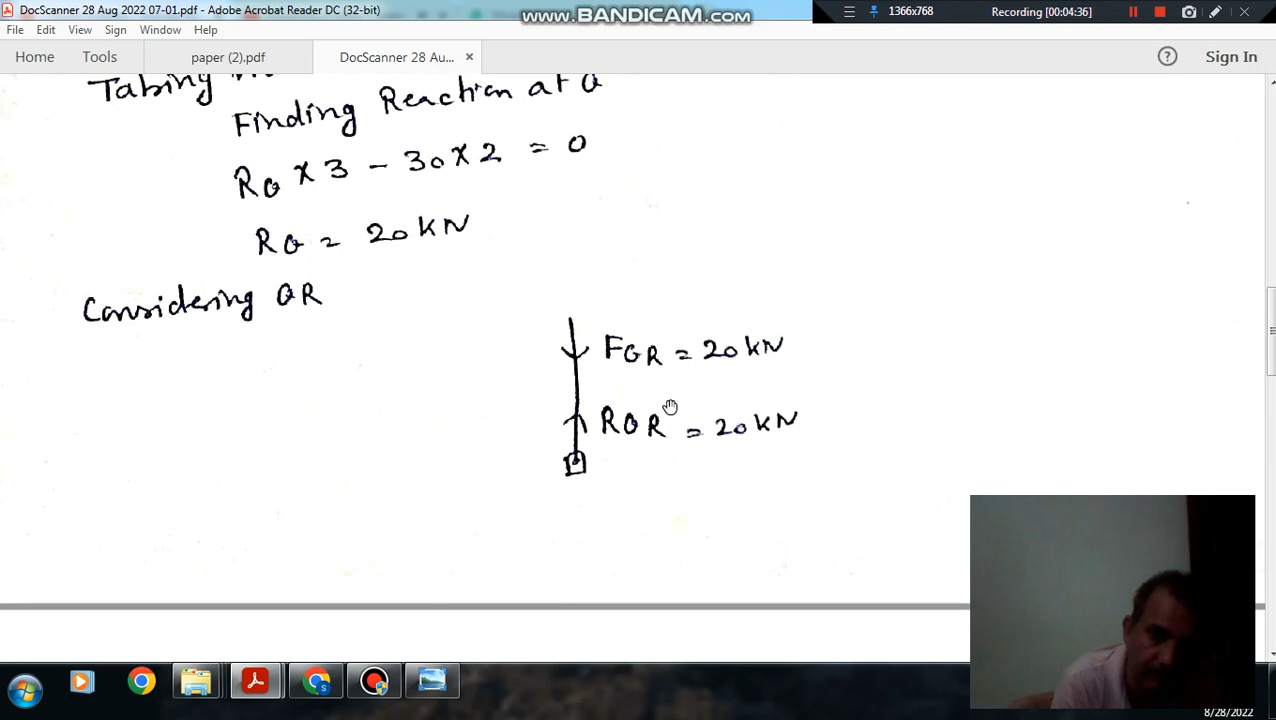 DocScanner 28 Aug 2022 07-01.pdf - Adobe Acrobat Reader DC (32-bit)
www.BANDICAM.com
1366x768
Recording [00:04:36]
File Edit View Sign Window Help
Home Tools paper (2).pdf DocScanner 28 Au... × ? Sign In
Taking
Finding Reaction at Q
RQ × 3 - 30 × 2 = 0
RQ = 20 kN
Considering QR
FQR = 20 kN
RQR = 20 kN
8/28/2022